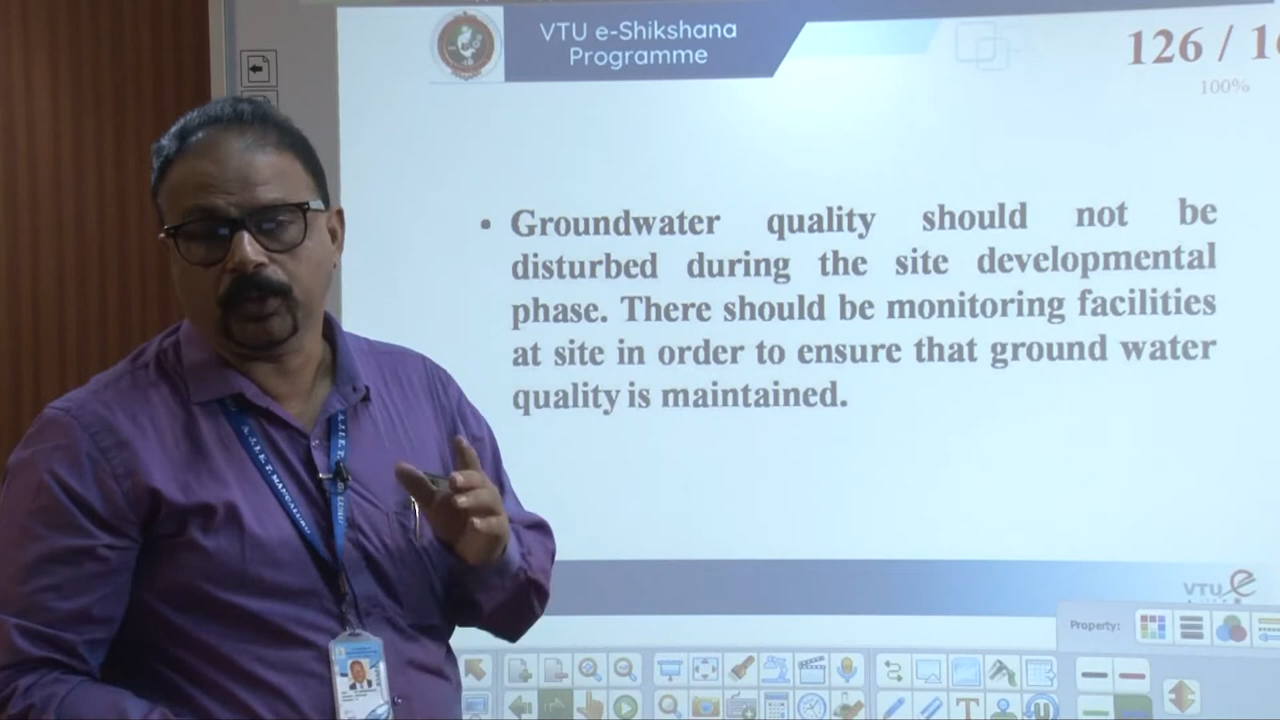 VTU e-Shikshana
Programme
126 / 1
100%
• Groundwater quality should not be
disturbed during the site developmental
phase. There should be monitoring facilities
at site in order to ensure that ground water
quality is maintained.
A.J.I.E.T. MANGALURU
VTU e
Property: